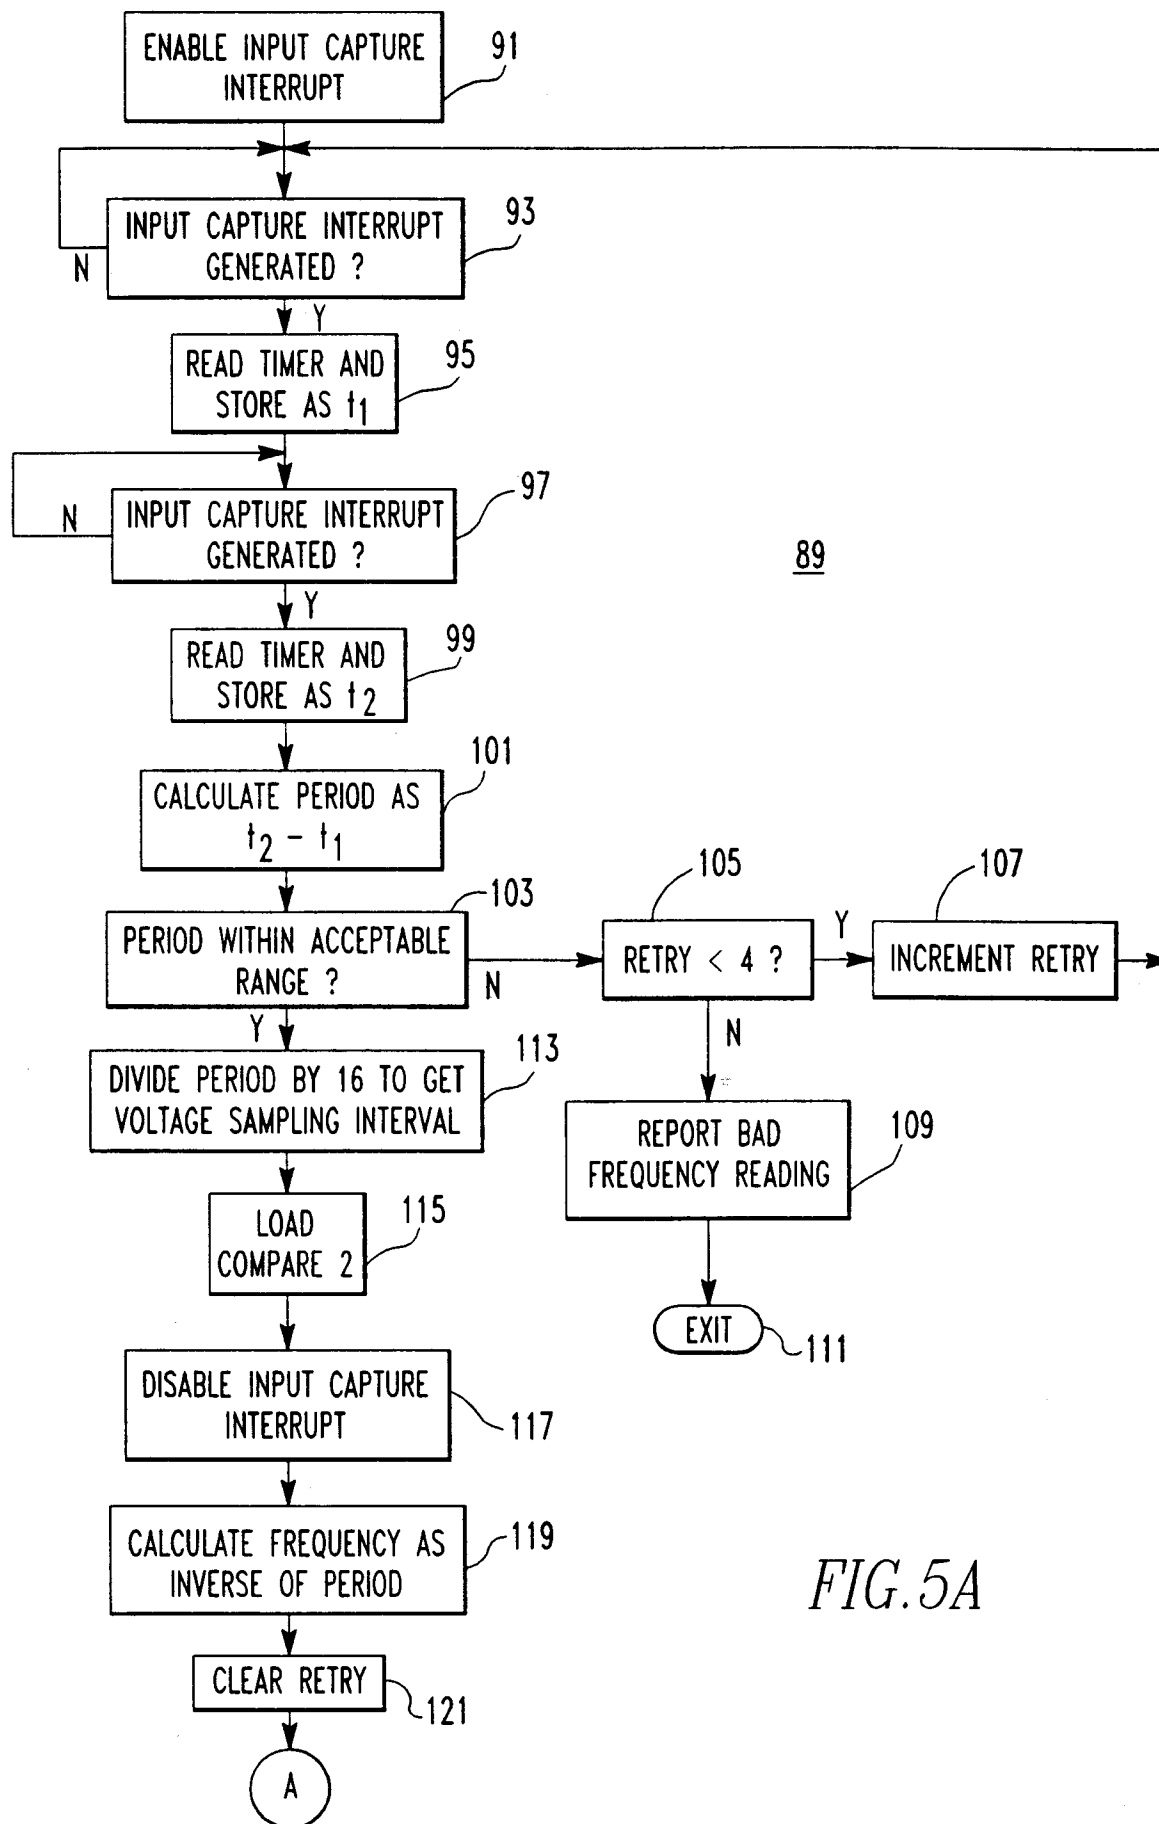 ENABLE INPUT CAPTURE
INTERRUPT
91
INPUT CAPTURE INTERRUPT
GENERATED ?
93
N
Y
READ TIMER AND
STORE AS t1
95
INPUT CAPTURE INTERRUPT
GENERATED ?
97
N
89
Y
READ TIMER AND
STORE AS t2
99
CALCULATE PERIOD AS
t2 - t1
101
PERIOD WITHIN ACCEPTABLE
RANGE ?
103
N
RETRY < 4 ?
105
Y
INCREMENT RETRY
107
Y
N
DIVIDE PERIOD BY 16 TO GET
VOLTAGE SAMPLING INTERVAL
113
REPORT BAD
FREQUENCY READING
109
LOAD
COMPARE 2
115
EXIT
111
DISABLE INPUT CAPTURE
INTERRUPT
117
CALCULATE FREQUENCY AS
INVERSE OF PERIOD
119
FIG. 5A
CLEAR RETRY
121
A